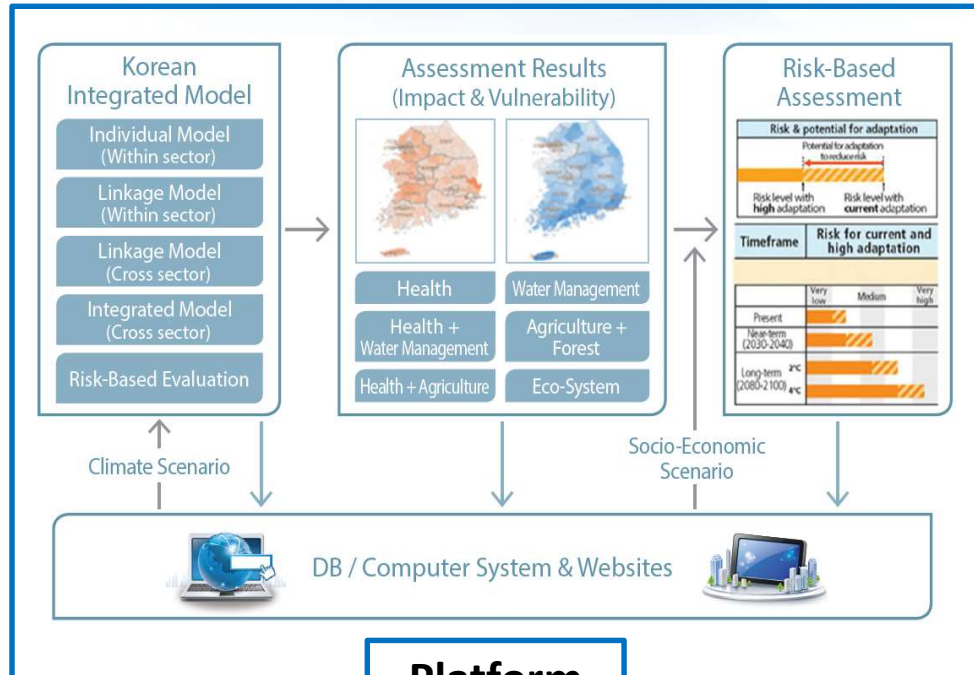 Korean
Integrated Model
Individual Model
(Within sector)
Linkage Model
(Within sector)
Linkage Model
(Cross sector)
Integrated Model
(Cross sector)
Risk-Based Evaluation
Assessment Results
(Impact & Vulnerability)
Health
Water Management
Health +
Water Management
Agriculture +
Forest
Health + Agriculture
Eco-System
Risk-Based
Assessment
Risk & potential for adaptation
Potential for adaptation
to reduce risk
Risk level with
high adaptation
Risk level with
current adaptation
Timeframe
Risk for current and
high adaptation
Very
low
Medium
Very
high
Present
Near-term
(2030-2040)
Long-term
(2080-2100)
2°C
4°C
Climate Scenario
Socio-Economic
Scenario
DB / Computer System & Websites
Platform